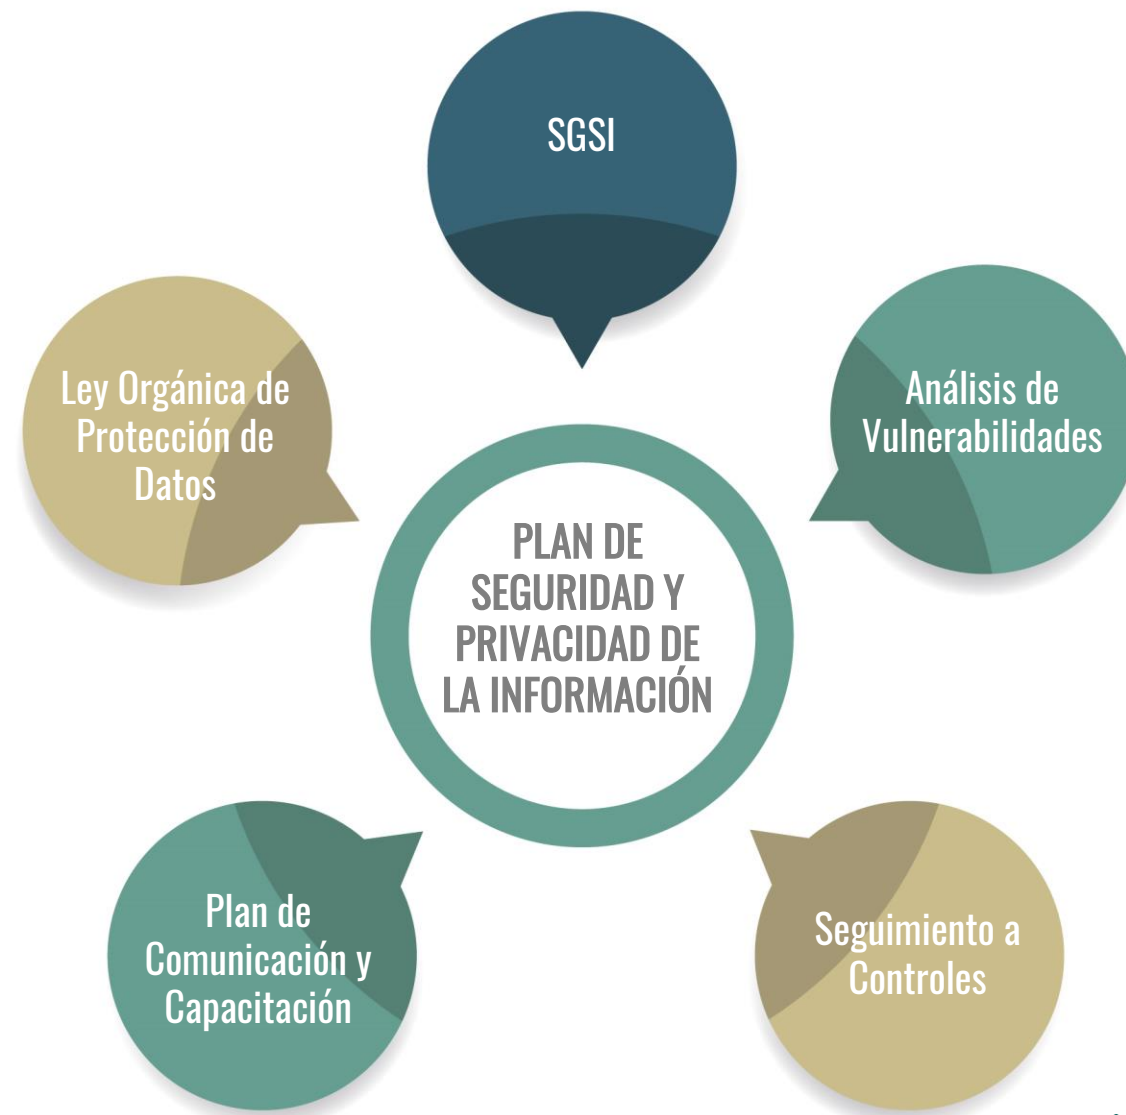 SGSI
Ley Orgánica de
Protección de
Datos
Análisis de
Vulnerabilidades
PLAN DE
SEGURIDAD Y
PRIVACIDAD DE
LA INFORMACIÓN
Plan de
Comunicación y
Capacitación
Seguimiento a
Controles